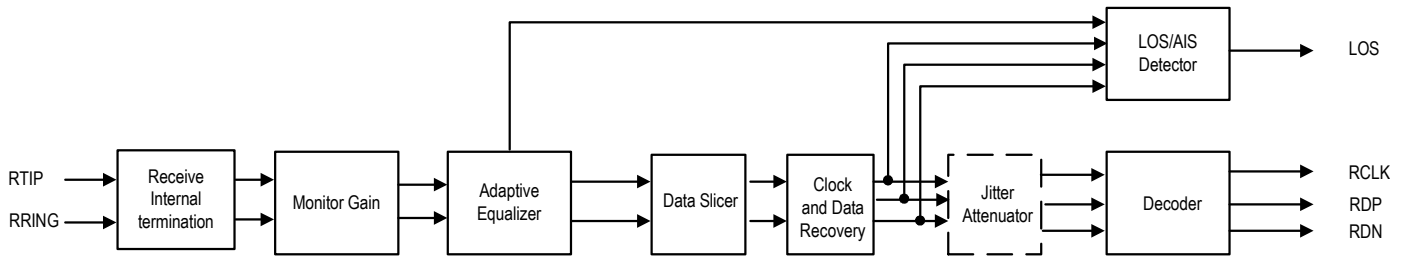 LOS/AIS
Detector
LOS
RTIP
RRING
Receive
Internal
termination
Monitor Gain
Adaptive
Equalizer
Data Slicer
Clock
and Data
Recovery
Jitter
Attenuator
Decoder
RCLK
RDP
RDN